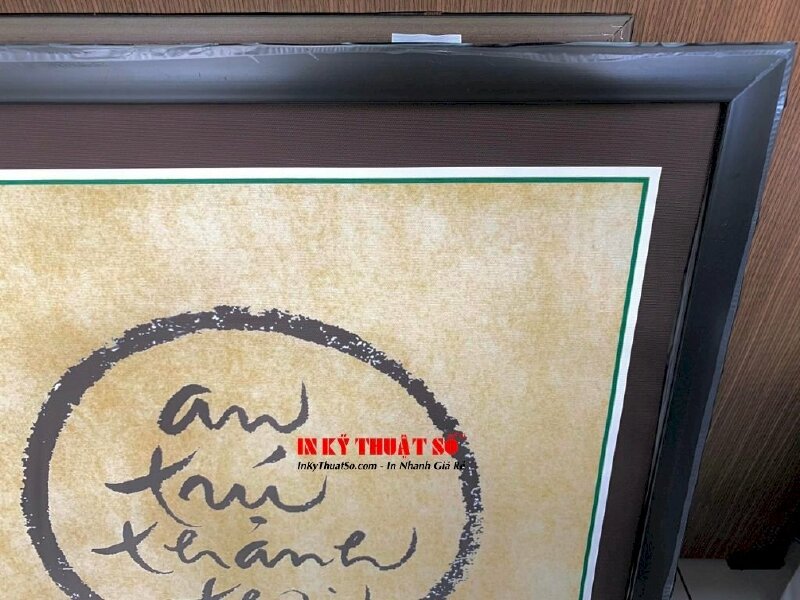 an
trú
IN KỸ THUẬT SỐ
InKyThuatSo.com - In Nhanh Giá Rẻ
thảnh